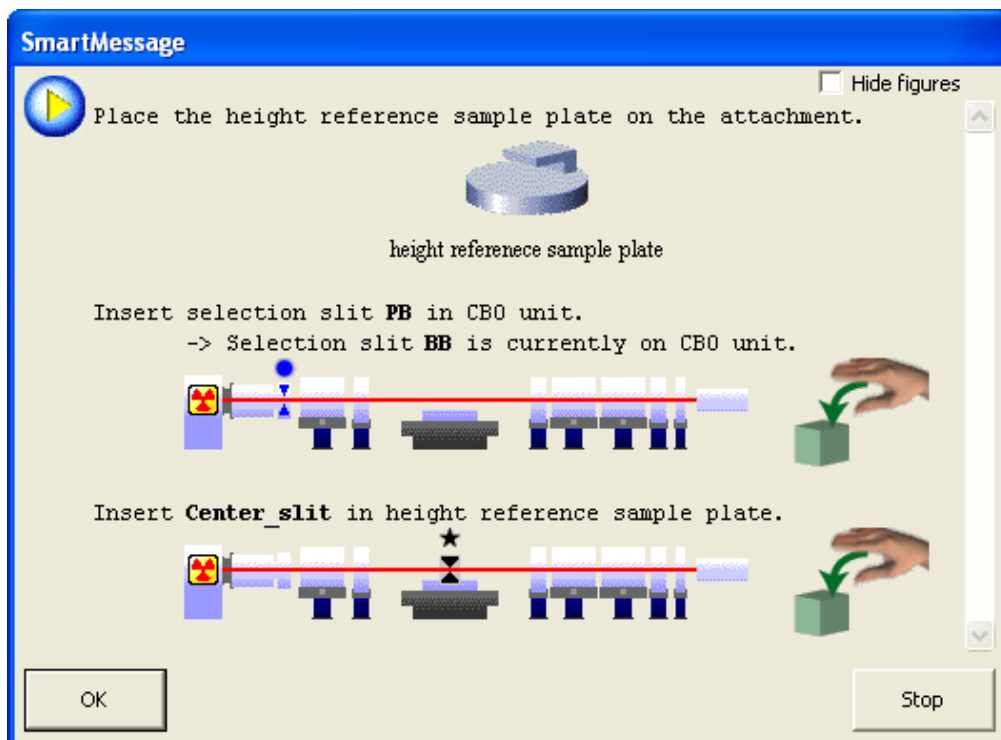 SmartMessage
Hide figures
Place the height reference sample plate on the attachment.
height referenece sample plate
Insert selection slit PB in CBO unit.
-> Selection slit BB is currently on CBO unit.
Insert Center_slit in height reference sample plate.
OK
Stop